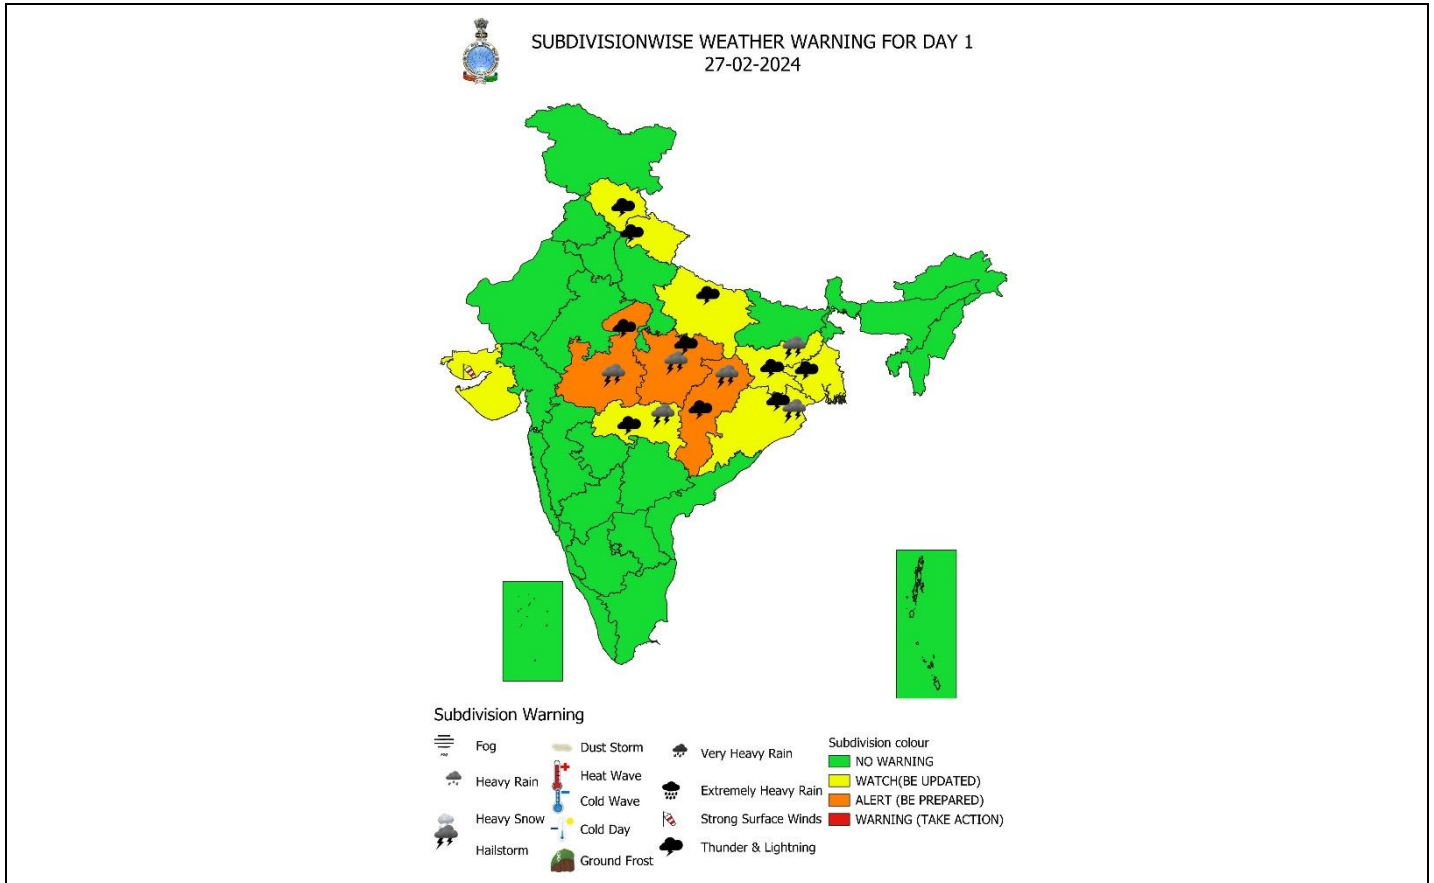 SUBDIVISIONWISE WEATHER WARNING FOR DAY 1
27-02-2024
Subdivision Warning
Fog
Heavy Rain
Heavy Snow
Hailstorm
Dust Storm
Heat Wave
Cold Wave
Cold Day
Ground Frost
Very Heavy Rain
Extremely Heavy Rain
Strong Surface Winds
Thunder & Lightning
Subdivision colour
NO WARNING
WATCH(BE UPDATED)
ALERT (BE PREPARED)
WARNING (TAKE ACTION)